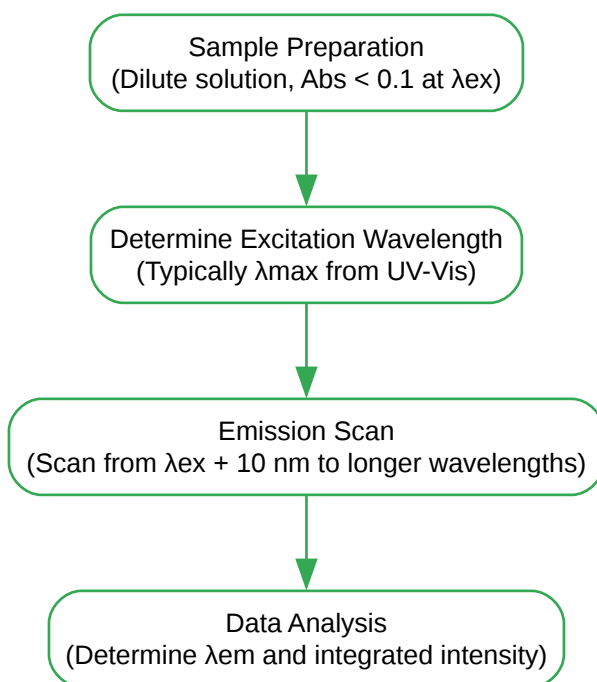 Sample Preparation
(Dilute solution, Abs < 0.1 at λex)
Determine Excitation Wavelength
(Typically λmax from UV-Vis)
Emission Scan
(Scan from λex + 10 nm to longer wavelengths)
Data Analysis
(Determine λem and integrated intensity)